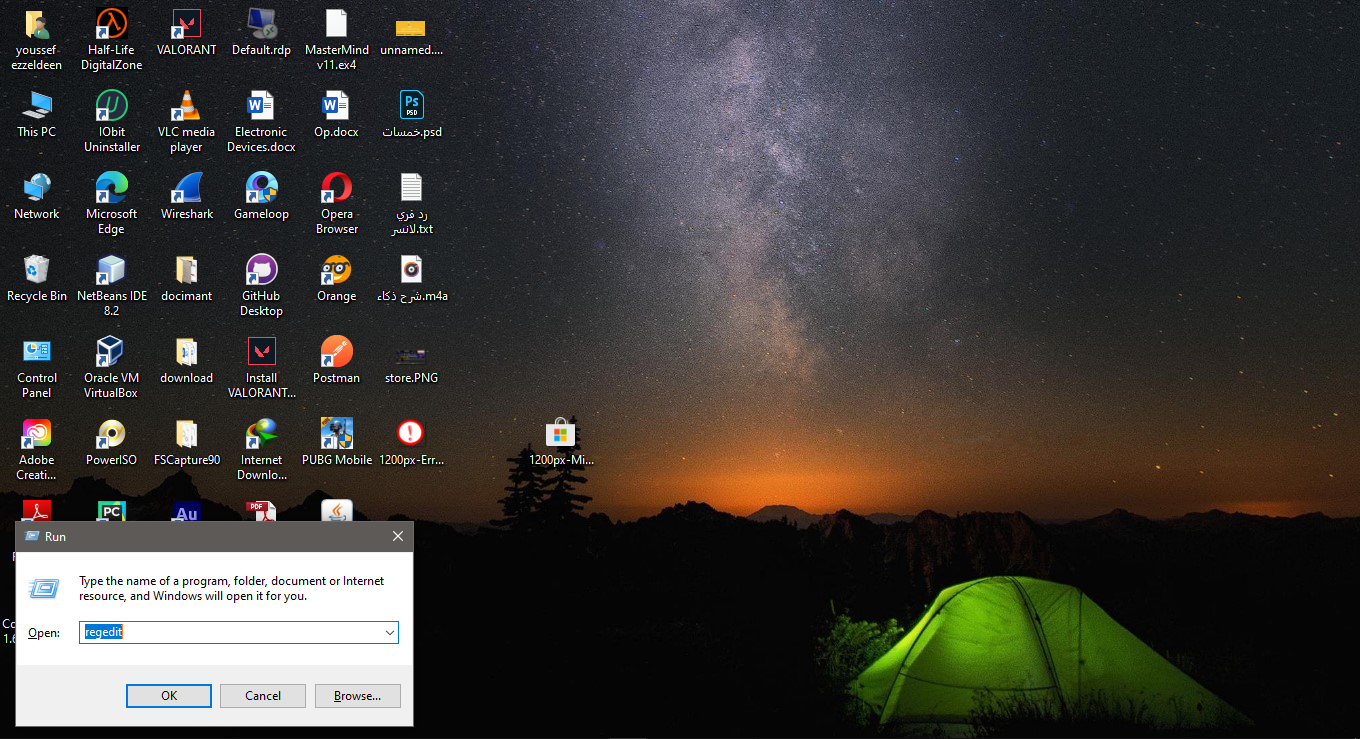 youssef
ezzeldeen
Half-Life
DigitalZone
VALORANT
Default.rdp
MasterMind
v11.ex4
unnamed....
This PC
IObit
Uninstaller
VLC media
player
Electronic
Devices.docx
Op.docx
خمسات.psd
Network
Microsoft
Edge
Wireshark
Gameloop
Opera
Browser
رد فري
لانسر.txt
Recycle Bin
NetBeans IDE
8.2
docimant
GitHub
Desktop
Orange
شرح ذكاء.m4a
Control
Panel
Oracle VM
VirtualBox
download
Install
VALORANT...
Postman
store.PNG
Adobe
Creati...
PowerISO
FSCapture90
Internet
Downlo...
PUBG Mobile
1200px-Err...
1200px-Mi...
Run
Type the name of a program, folder, document or Internet
resource, and Windows will open it for you.
Open:
regedit
OK
Cancel
Browse...
Ps
PSD
PC
Au
PDF